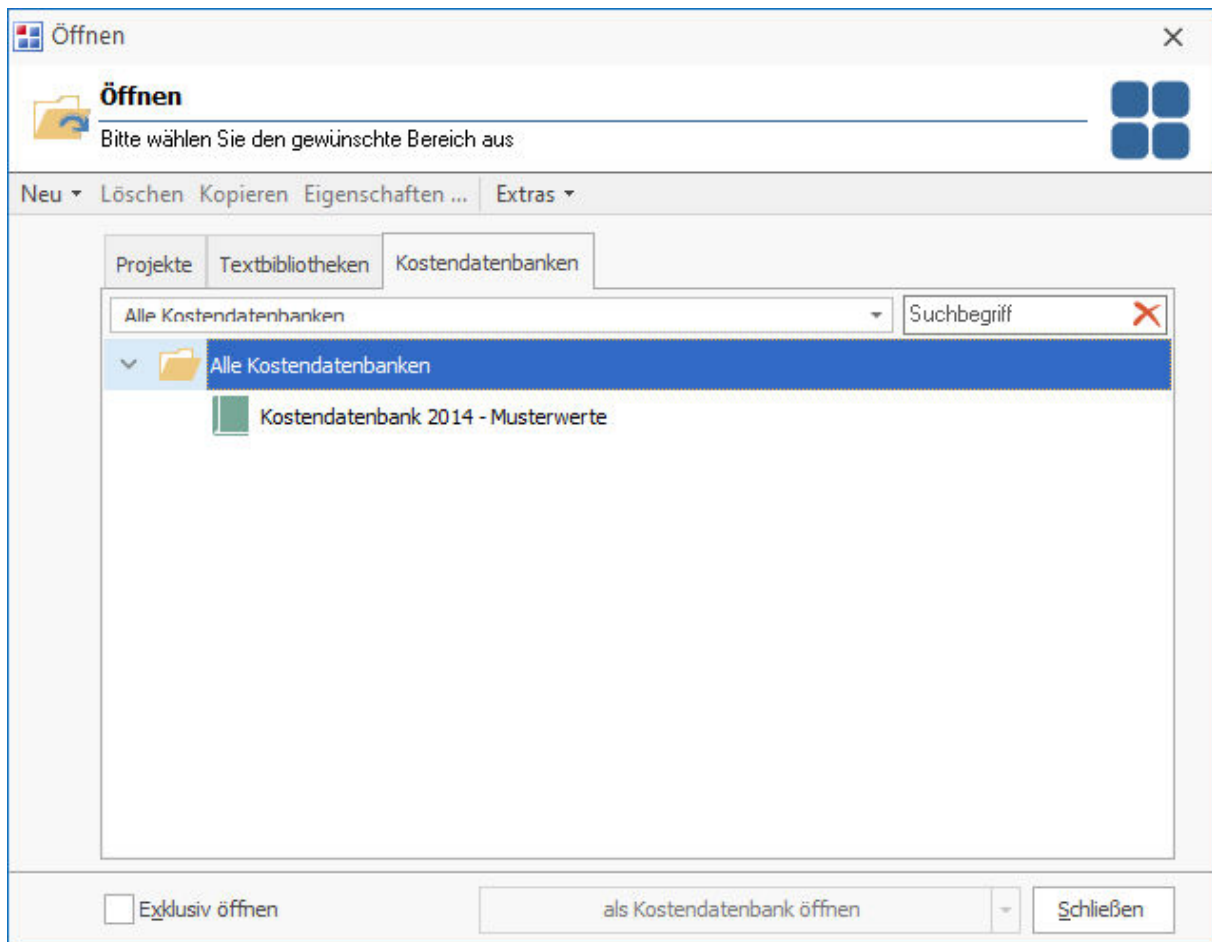 Öffnen
Öffnen
Bitte wählen Sie den gewünschte Bereich aus
Neu Löschen Kopieren Eigenschaften ... Extras
Projekte Textbibliotheken Kostendatenbanken
Alle Kostendatenbanken Suchbegriff
Alle Kostendatenbanken
Kostendatenbank 2014 - Musterwerte
Exklusiv öffnen als Kostendatenbank öffnen Schließen